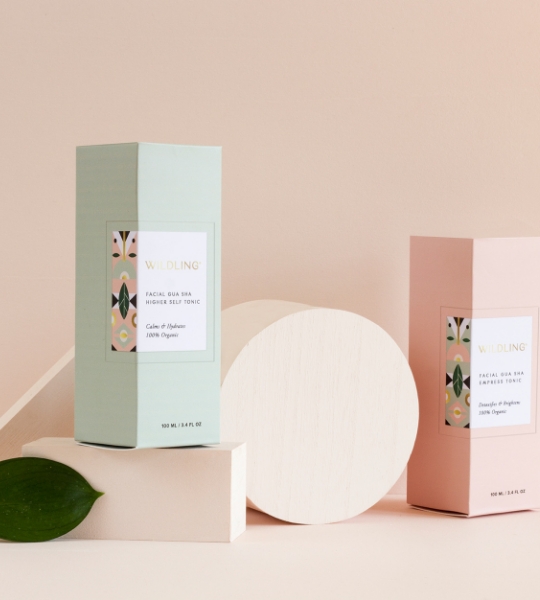 WILDLING
FACIAL GUA SHA
HIGHER SELF TONIC
Calms & Hydrates
100% Organic
100 ML / 3.4 FL OZ
WILDLING
FACIAL GUA SHA
EMPRESS TONIC
Detoxifies & Brightens
100% Organic
100 ML / 3.4 FL OZ